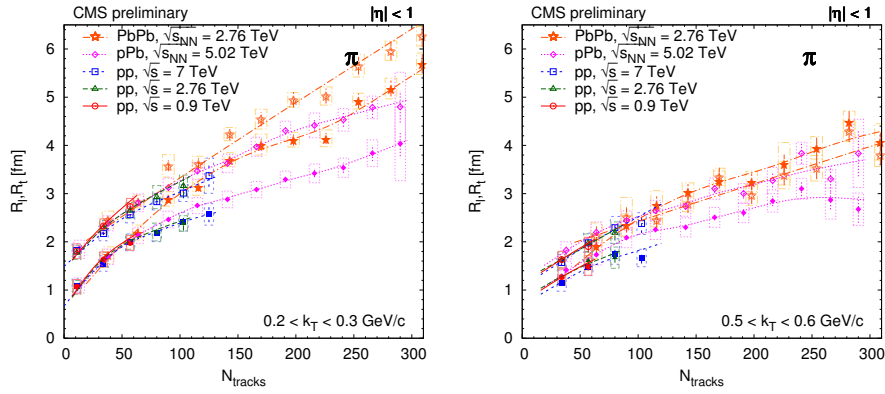 CMS preliminary |η| < 1
PbPb, √sNN = 2.76 TeV
pPb, √sNN = 5.02 TeV
pp, √s = 7 TeV
pp, √s = 2.76 TeV
pp, √s = 0.9 TeV
π
0.2 < kT < 0.3 GeV/c
Rl,Rt [fm]
0 1 2 3 4 5 6
0 50 100 150 200 250 300
Ntracks
CMS preliminary |η| < 1
PbPb, √sNN = 2.76 TeV
pPb, √sNN = 5.02 TeV
pp, √s = 7 TeV
pp, √s = 2.76 TeV
pp, √s = 0.9 TeV
π
0.5 < kT < 0.6 GeV/c
Rl,Rt [fm]
0 1 2 3 4 5 6
0 50 100 150 200 250 300
Ntracks